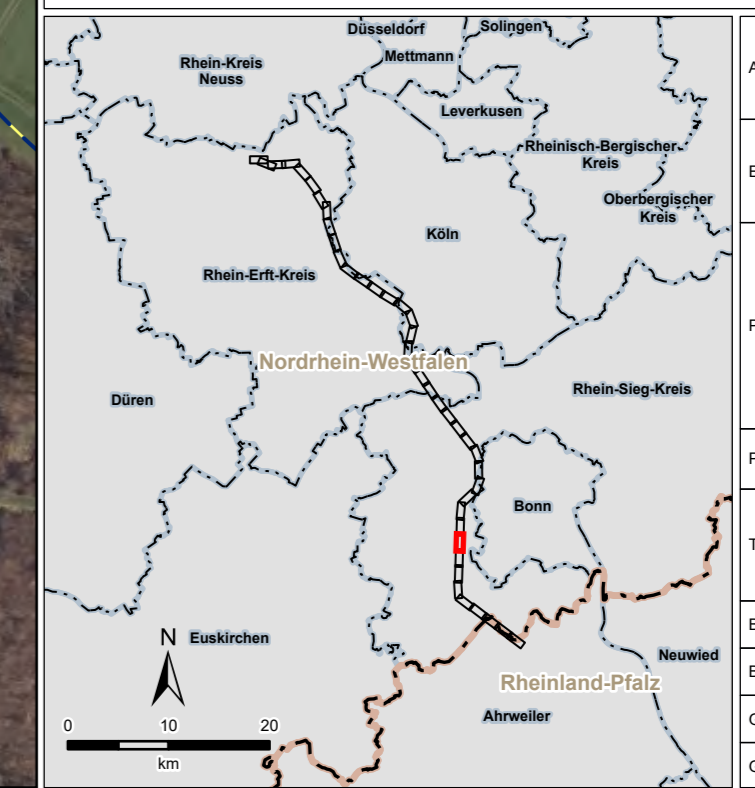 Düsseldorf
Solingen
Mettmann
Rhein-Kreis
Neuss
Leverkusen
Rheinisch-Bergischer
Kreis
Oberbergischer
Kreis
Köln
Rhein-Erft-Kreis
Nordrhein-Westfalen
Düren
Rhein-Sieg-Kreis
Bonn
N
Euskirchen
Neuwied
Rheinland-Pfalz
Ahrweiler
0 10 20
km